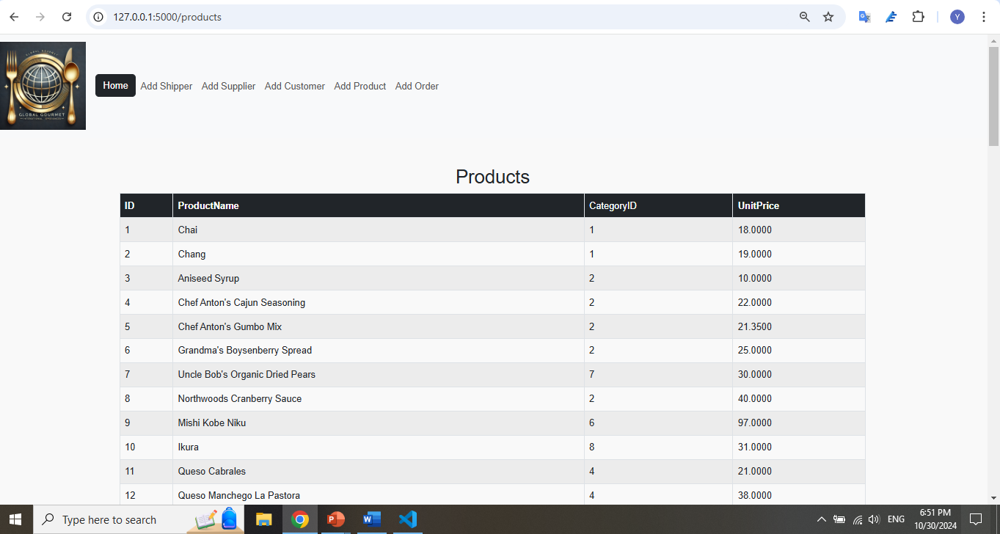 127.0.0.1:5000/products
Y
GLOBAL GOURMET
Home Add Shipper Add Supplier Add Customer Add Product Add Order
Products
ID ProductName CategoryID UnitPrice
1 Chai 1 18.0000
2 Chang 1 19.0000
3 Aniseed Syrup 2 10.0000
4 Chef Anton's Cajun Seasoning 2 22.0000
5 Chef Anton's Gumbo Mix 2 21.3500
6 Grandma's Boysenberry Spread 2 25.0000
7 Uncle Bob's Organic Dried Pears 7 30.0000
8 Northwoods Cranberry Sauce 2 40.0000
9 Mishi Kobe Niku 6 97.0000
10 Ikura 8 31.0000
11 Queso Cabrales 4 21.0000
12 Queso Manchego La Pastora 4 38.0000
Type here to search
ENG
6:51 PM
10/30/2024